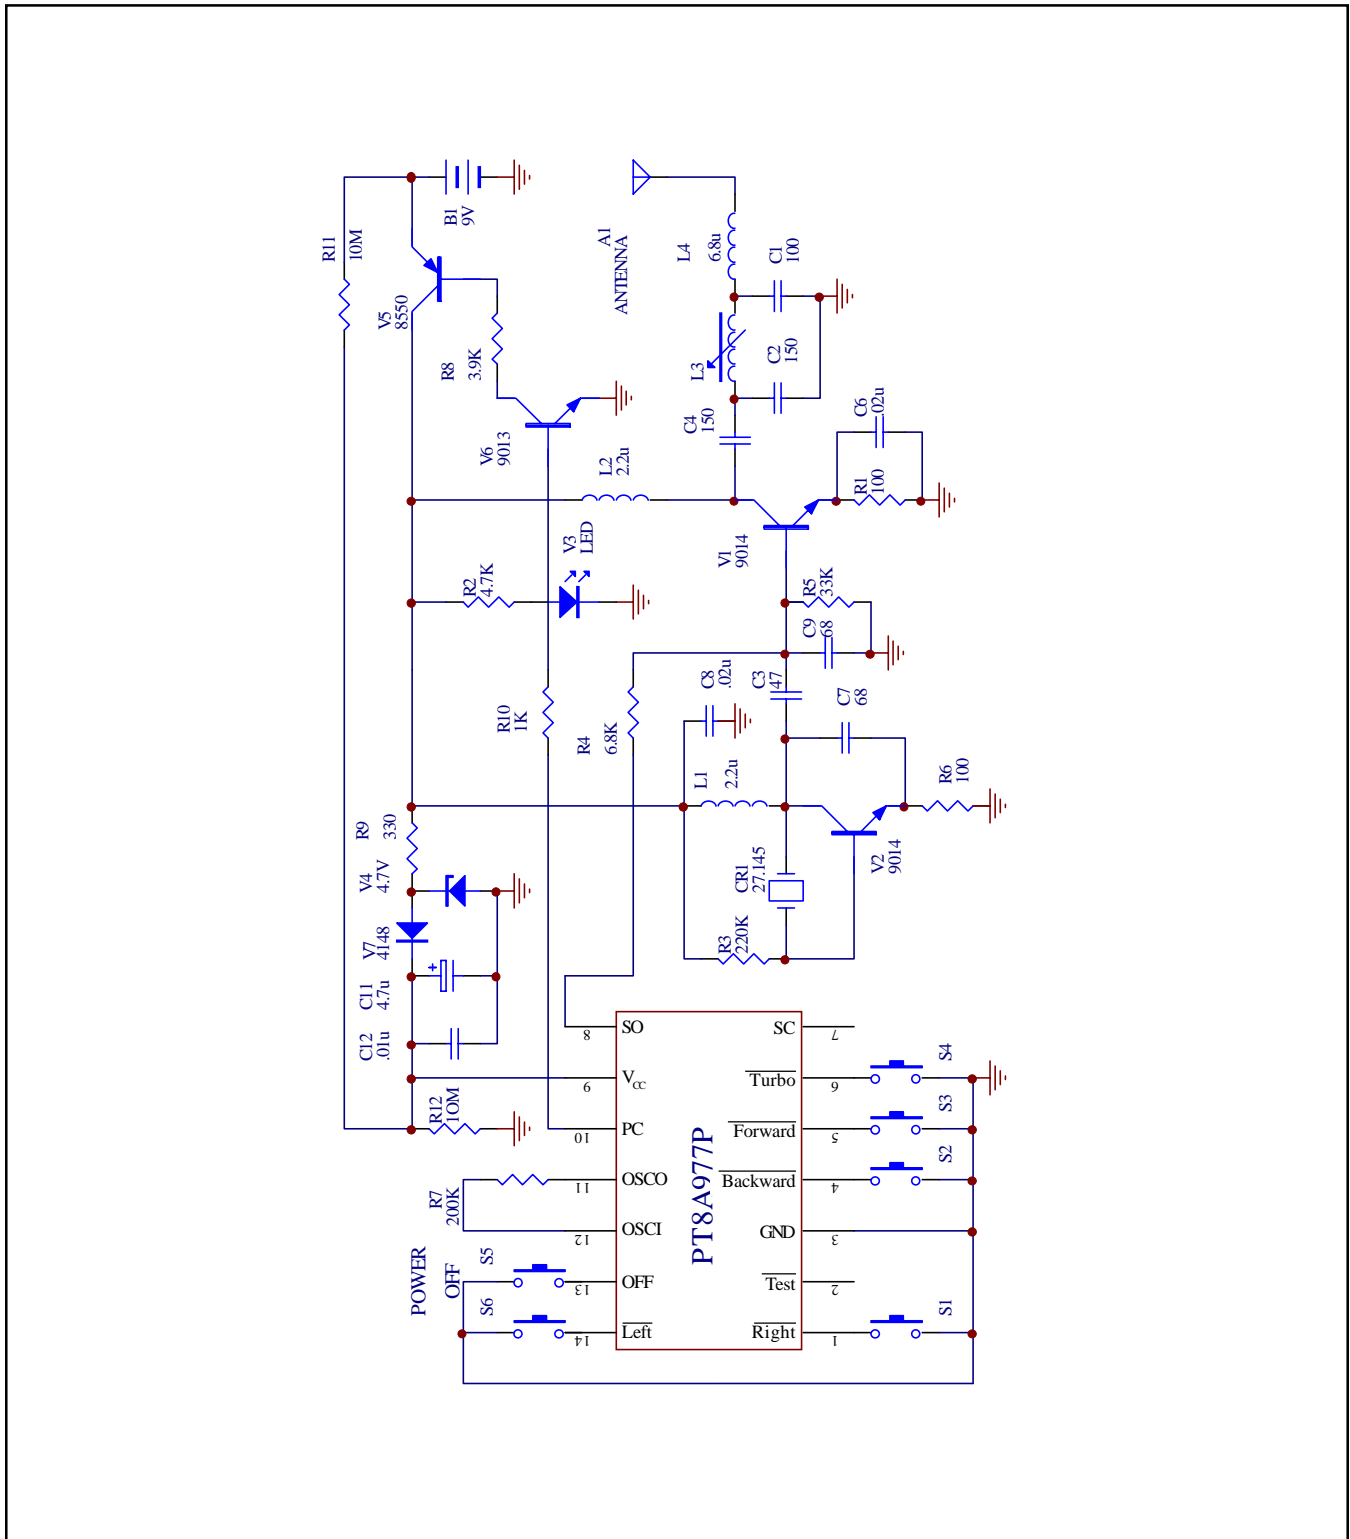 R11
10M
B1
9V
V5
8550
R8
3.9K
A1
ANTENNA
L4
6.8u
C1
100
L3
C2
150
C4
150
C6
.02u
R1
100
V6
9013
L2
2.2u
V1
9014
V3
LED
R2
4.7K
R5
33K
C9
68
C8
.02u
C3
47
C7
68
R10
1K
R4
6.8K
L1
2.2u
R6
100
R9
330
V4
4.7V
V7
4148
V2
9014
CR1
27.145
R3
220K
C11
4.7u
+
C12
.01u
R12
1OM
R7
200K
POWER
OFF
S5
S6
PT8A977P
8 SO
9 VCC
10 PC
11 OSCO
12 OSCI
13 OFF
14 Left
SC 7
Turbo 6
Forward 5
Backward 4
GND 3
Test 2
Right 1
S4
S3
S2
S1